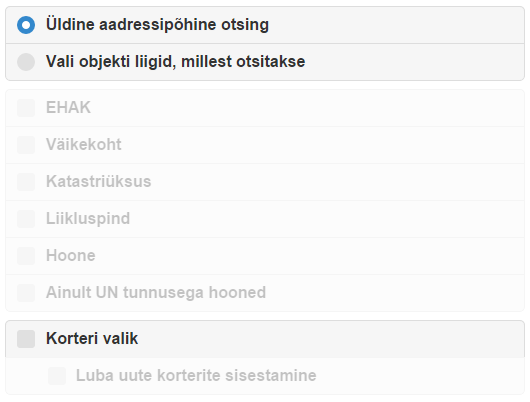 Üldine aadressipõhine otsing
Vali objekti liigid, millest otsitakse
EHAK
Väikekoht
Katastriüksus
Liikluspind
Hoone
Ainult UN tunnusega hooned
Korteri valik
Luba uute korterite sisestamine